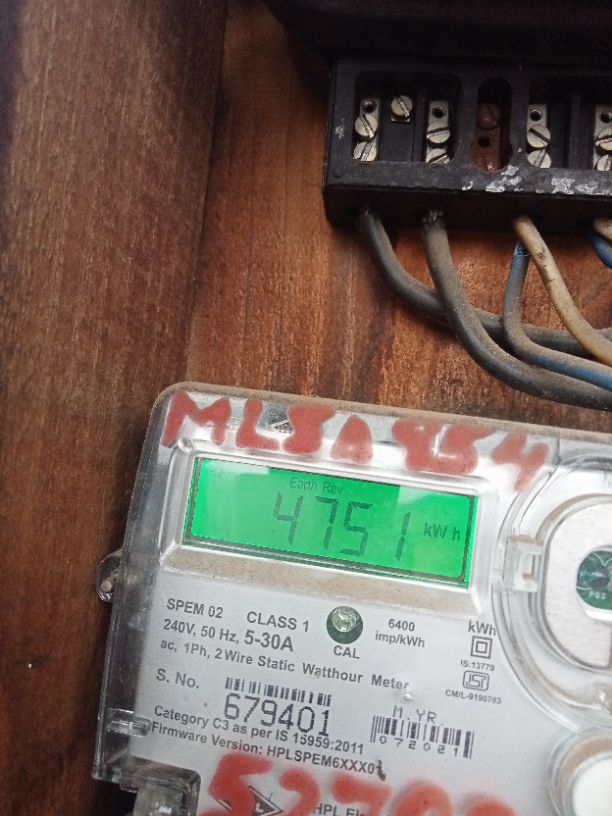 MLSA954
Earth Rev
4751 kWh
SPEM 02 CLASS 1 6400 kWh
240V, 50 Hz, 5-30A CAL imp/kWh
ac, 1Ph, 2 Wire Static Watthour Meter
IS:13779
CM/L-9190783
S. No. 679401
M. YR.
072021
Category C3 as per IS 15959:2011
Firmware Version: HPLSPEM6XXX01
HPL